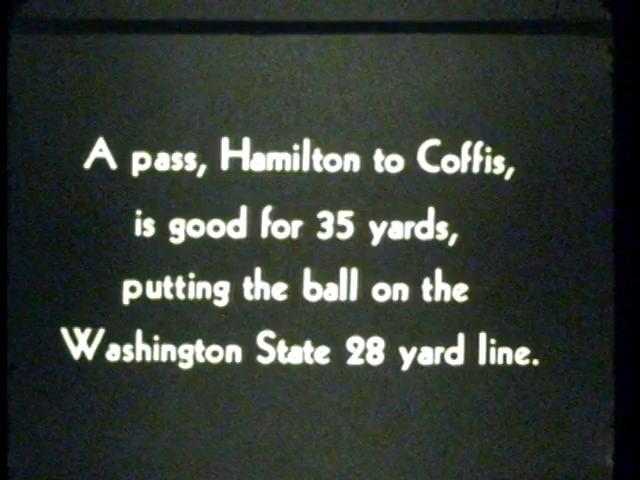 A pass, Hamilton to Coffis,
is good for 35 yards,
putting the ball on the
Washington State 28 yard line.